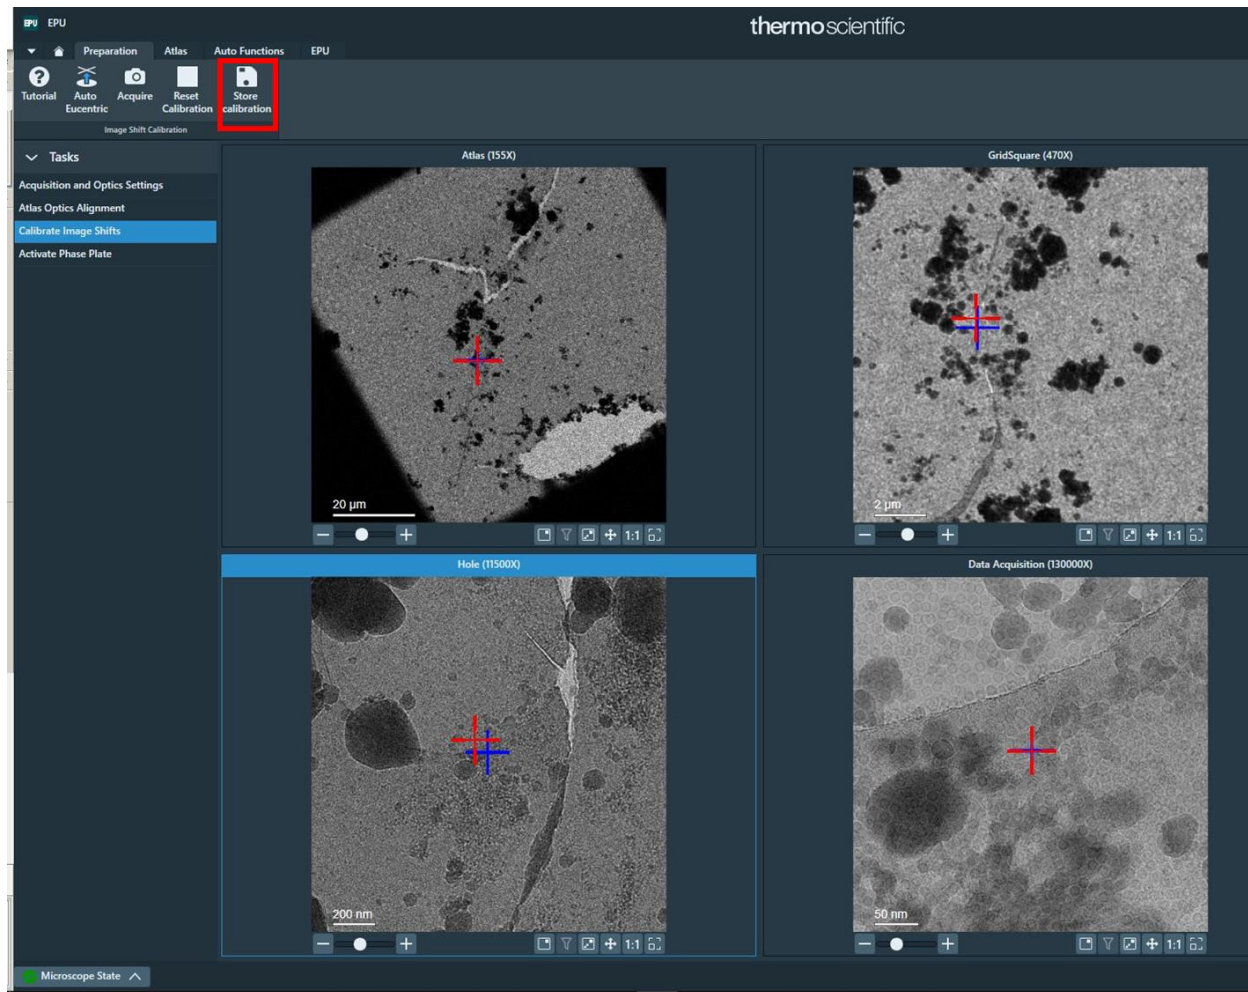 EPU EPU
thermo scientific
Preparation Atlas Auto Functions EPU
Tutorial Auto Eucentric Acquire Reset Calibration Store calibration
Image Shift Calibration
Tasks
Acquisition and Optics Settings
Atlas Optics Alignment
Calibrate Image Shifts
Activate Phase Plate
Atlas (155X)
20 μm
1:1
GridSquare (470X)
2 μm
1:1
Hole (11500X)
200 nm
1:1
Data Acquisition (130000X)
50 nm
1:1
Microscope State